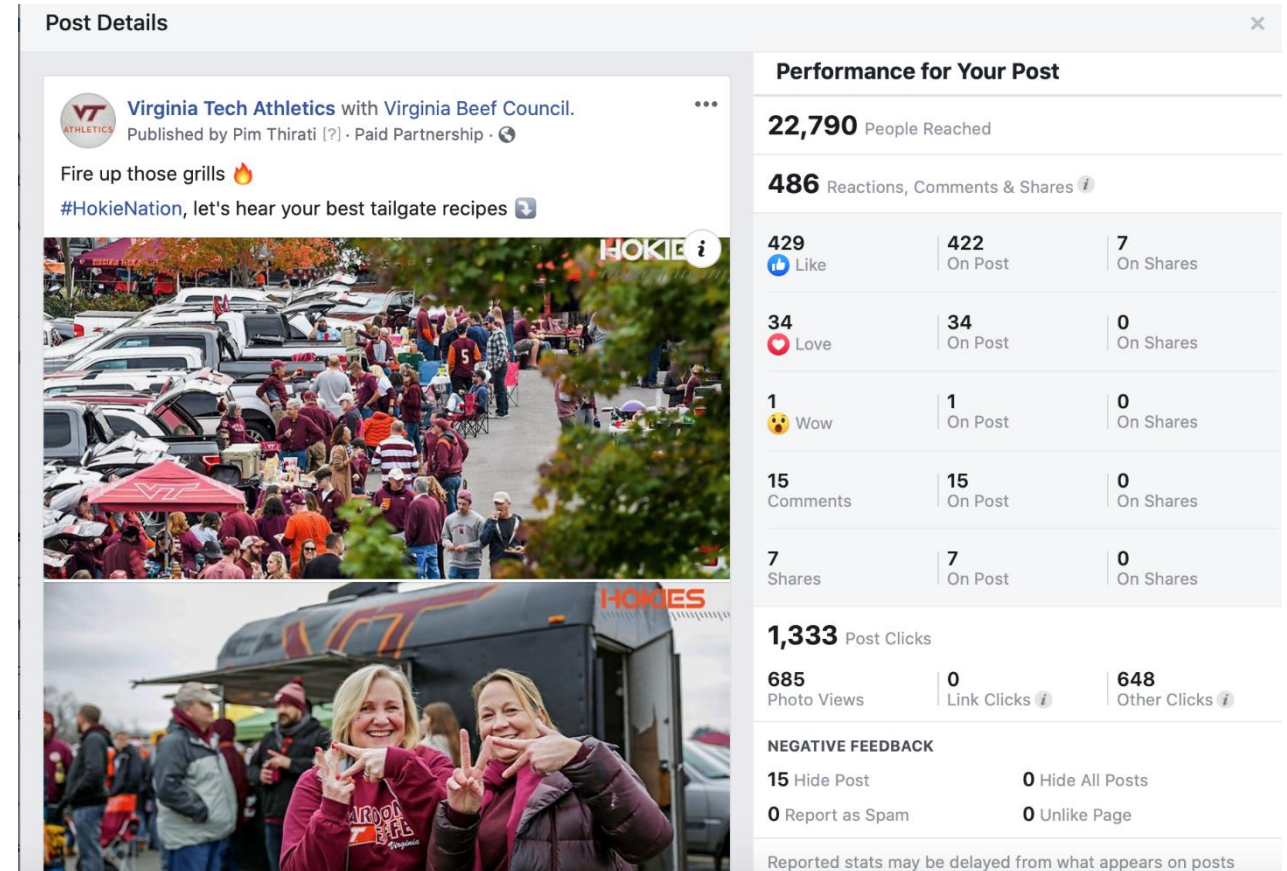 Post Details
Virginia Tech Athletics with Virginia Beef Council.
Published by Pim Thirati [?] · Paid Partnership ·
Fire up those grills 🔥
#HokieNation, let's hear your best tailgate recipes ⤵️
VT
ATHLETICS
HOKIE
i
VT
5
HOKIES
VT
Virginia
Performance for Your Post
22,790 People Reached
486 Reactions, Comments & Shares i
429 422 7
Like On Post On Shares
34 34 0
Love On Post On Shares
1 1 0
Wow On Post On Shares
15 15 0
Comments On Post On Shares
7 7 0
Shares On Post On Shares
1,333 Post Clicks
685 0 648
Photo Views Link Clicks i Other Clicks i
NEGATIVE FEEDBACK
15 Hide Post 0 Hide All Posts
0 Report as Spam 0 Unlike Page
Reported stats may be delayed from what appears on posts